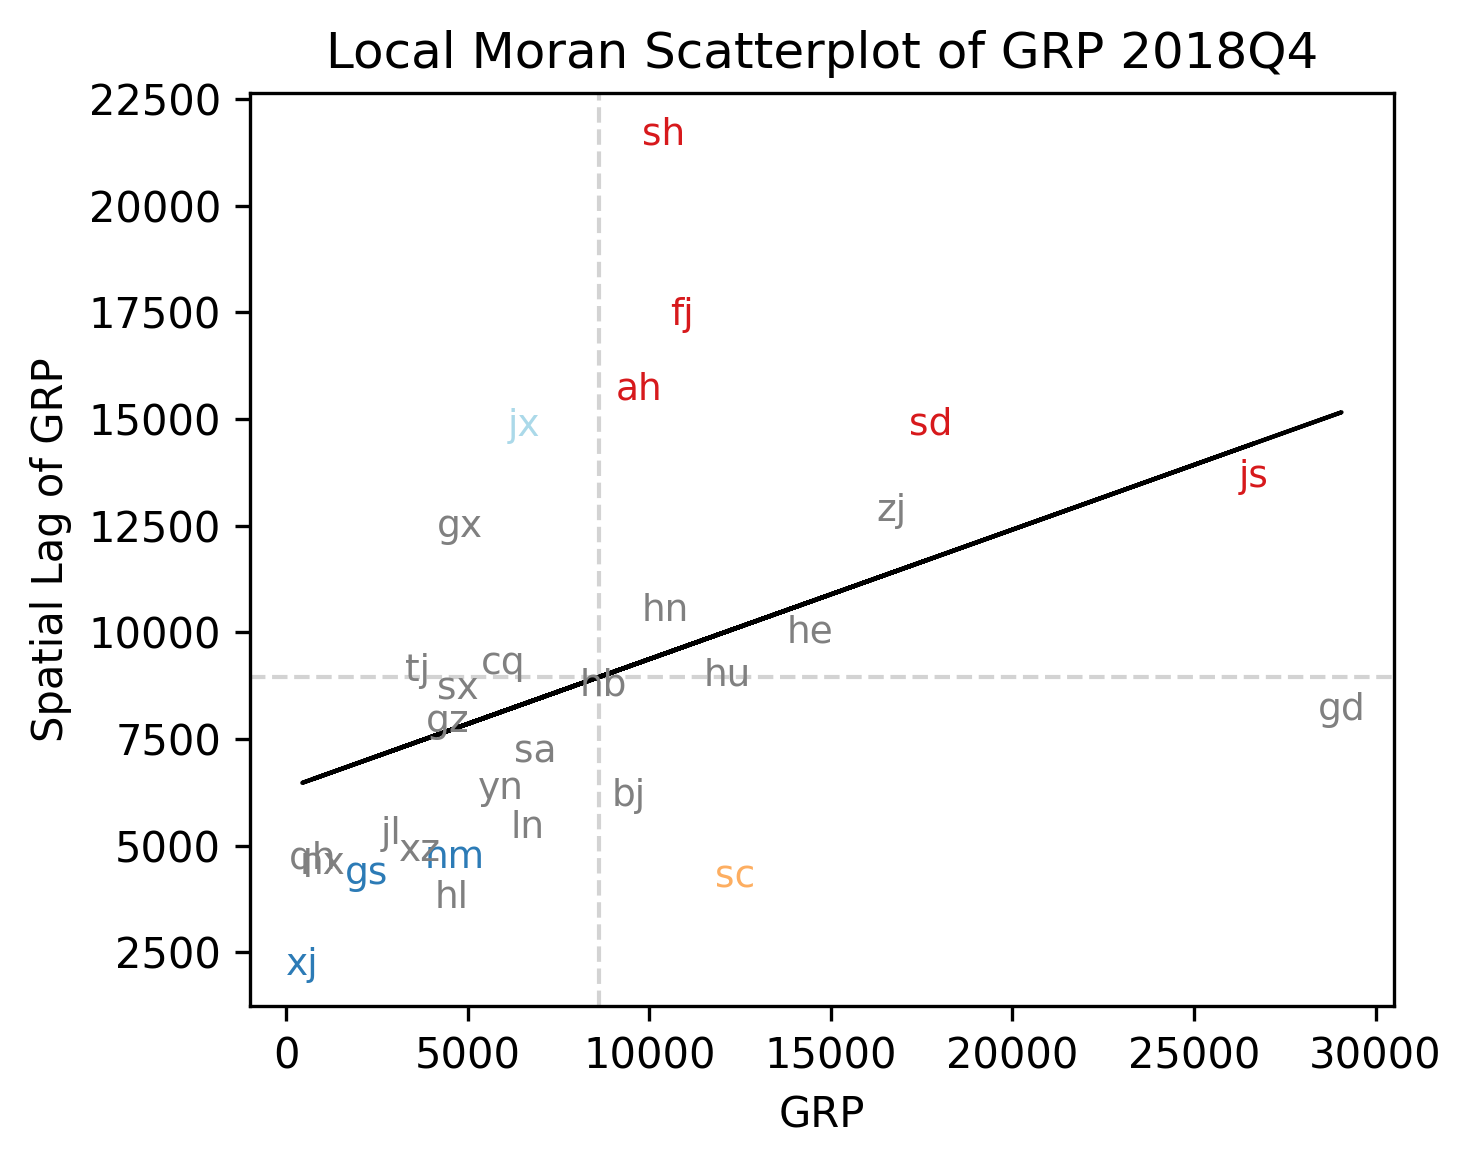 Local Moran Scatterplot of GRP 2018Q4
22500
20000
17500
15000
12500
10000
7500
5000
2500
Spatial Lag of GRP
sh
fj
ah
jx
sd
js
zj
gx
hn
he
tj
cq
hu
sx
hb
gd
gz
sa
yn
bj
ln
jl
xz
nm
qh
nx
gs
sc
hl
xj
0
5000
10000
15000
20000
25000
30000
GRP